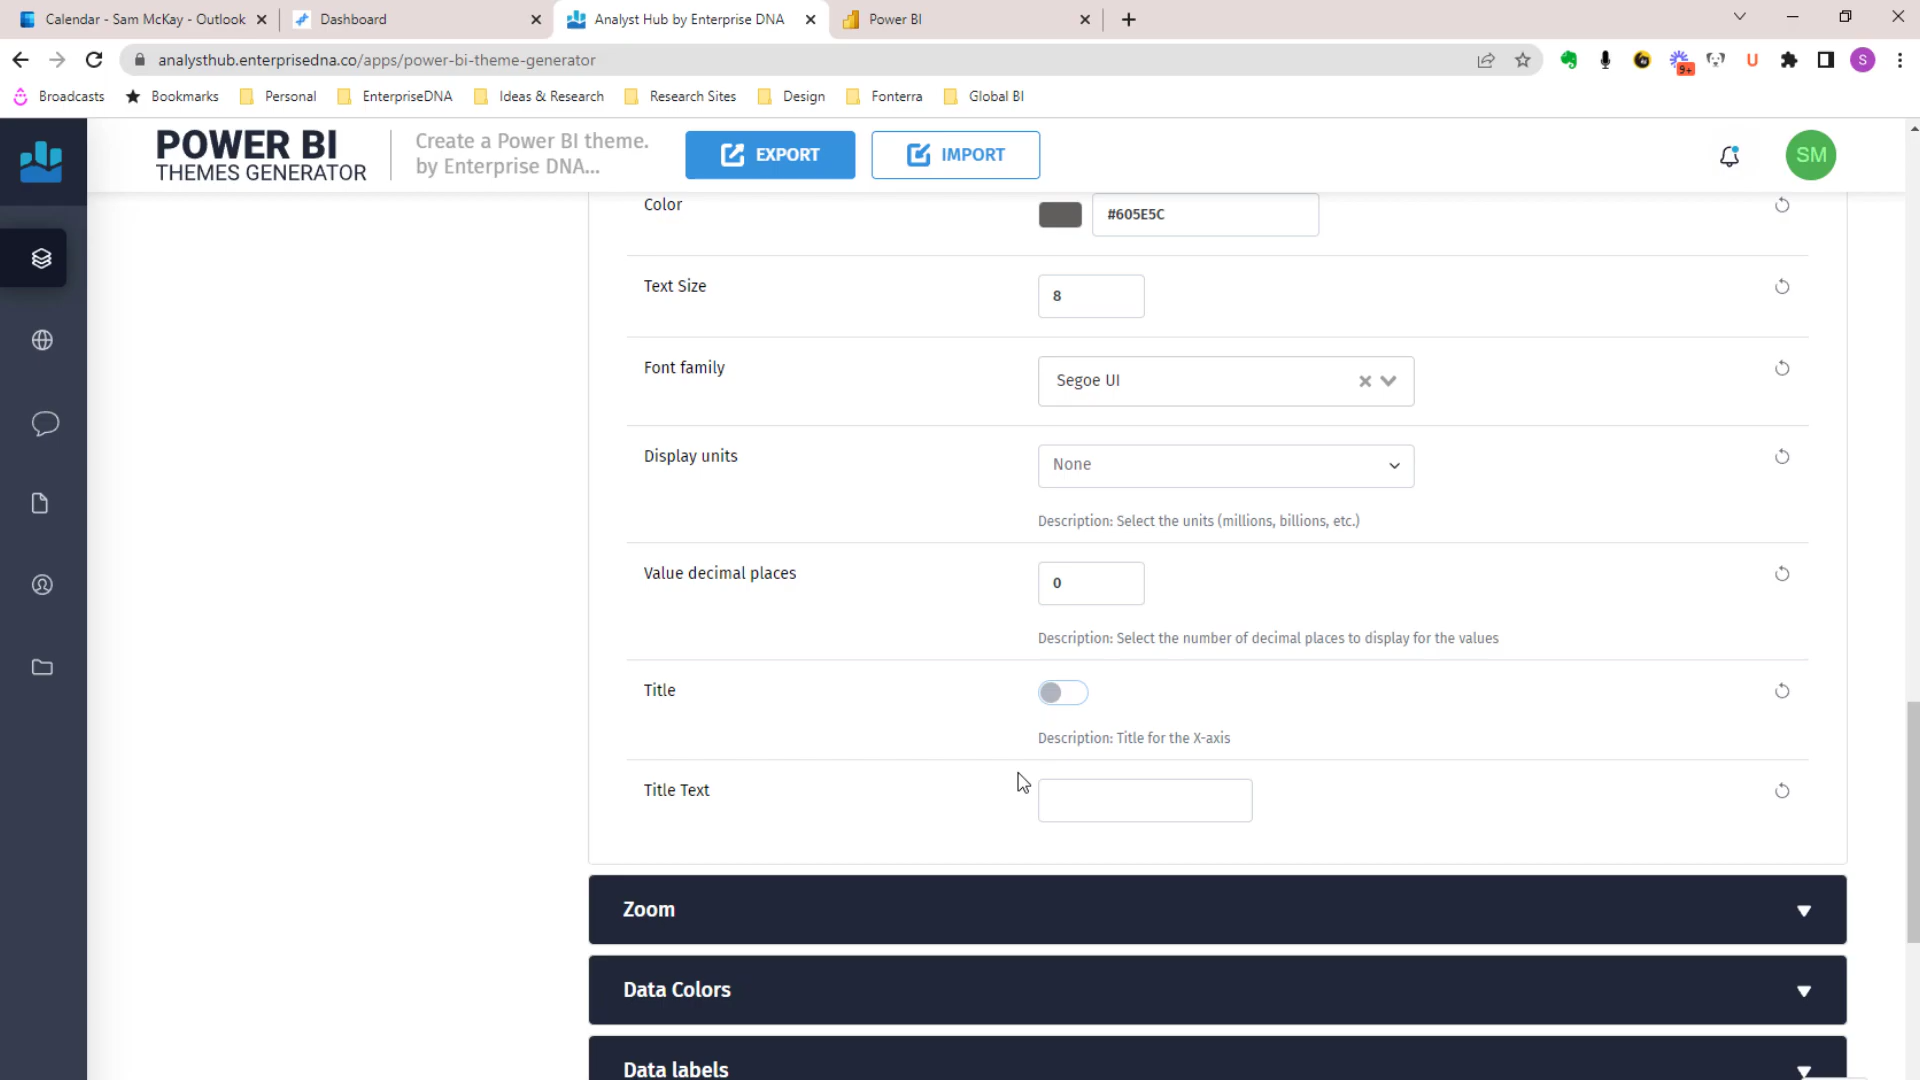 Calendar - Sam McKay - Outlook
Dashboard
Analyst Hub by Enterprise DNA
Power BI
analysthub.enterprisedna.co/apps/power-bi-theme-generator
9+
U
S
Broadcasts
Bookmarks
Personal
EnterpriseDNA
Ideas & Research
Research Sites
Design
Fonterra
Global BI
POWER BI
THEMES GENERATOR
Create a Power BI theme.
by Enterprise DNA...
EXPORT
IMPORT
SM
Color
#605E5C
Text Size
8
Font family
Segoe UI
Display units
None
Description: Select the units (millions, billions, etc.)
Value decimal places
0
Description: Select the number of decimal places to display for the values
Title
Description: Title for the X-axis
Title Text
Zoom
Data Colors
Data labels